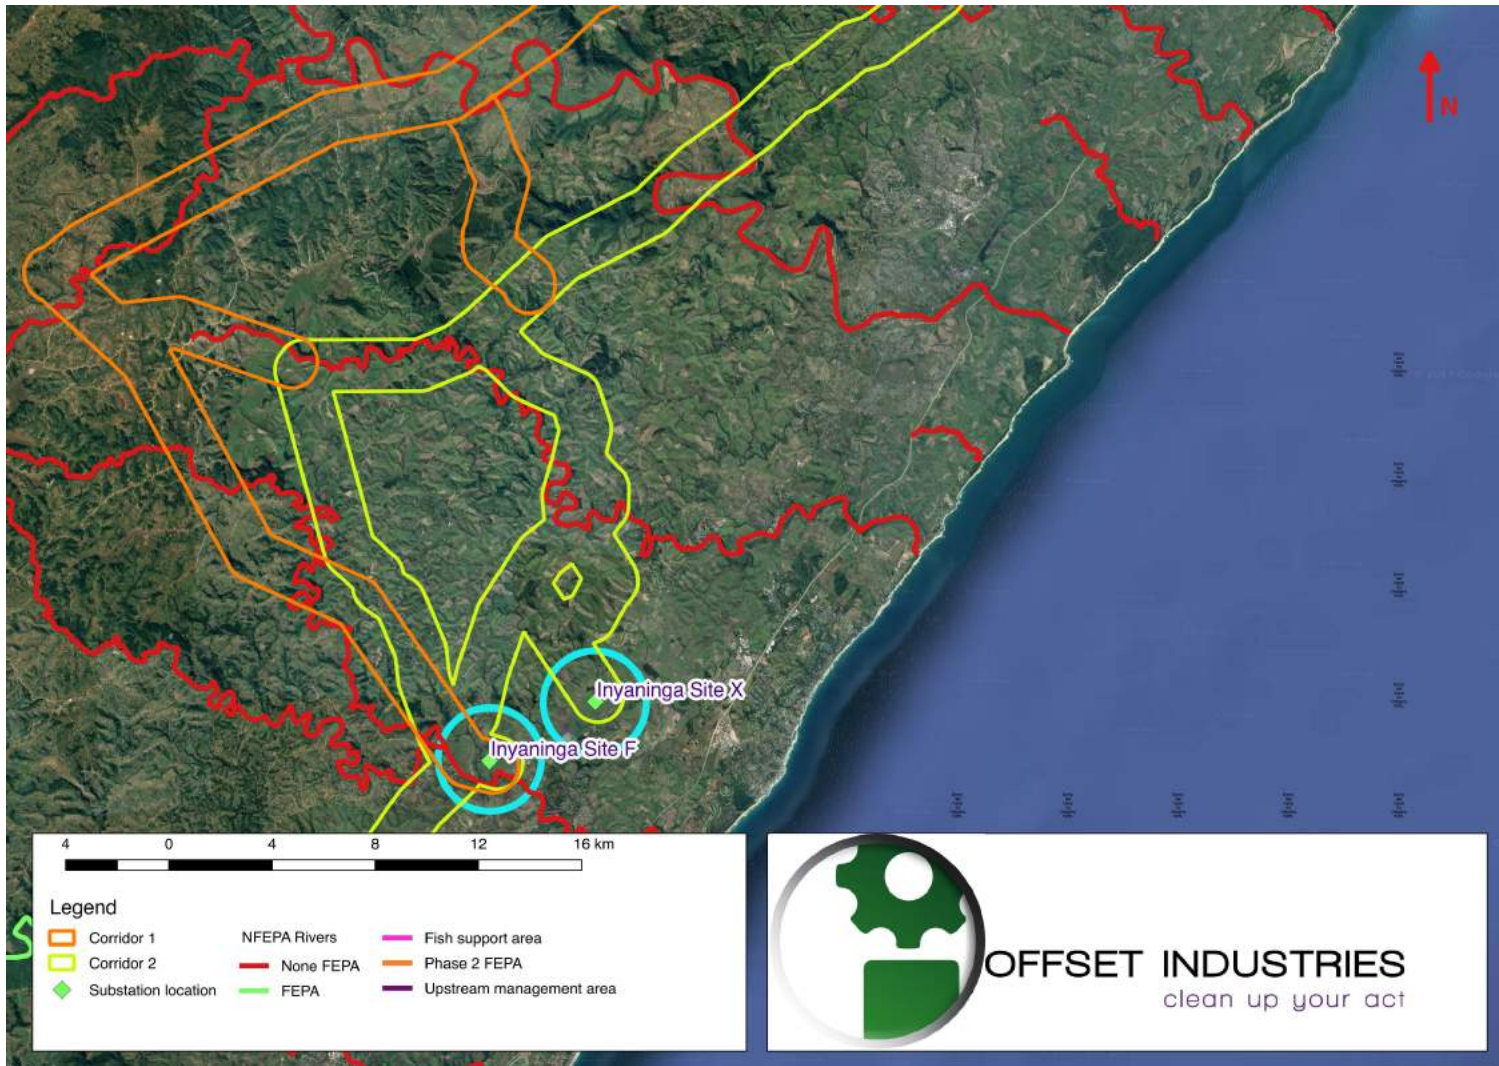 N
Inyaninga Site X
Inyaninga Site F
4 0 4 8 12 16 km
Legend
Corridor 1
Corridor 2
Substation location
NFEPA Rivers
None FEPA
FEPA
Fish support area
Phase 2 FEPA
Upstream management area
OFFSET INDUSTRIES
clean up your act